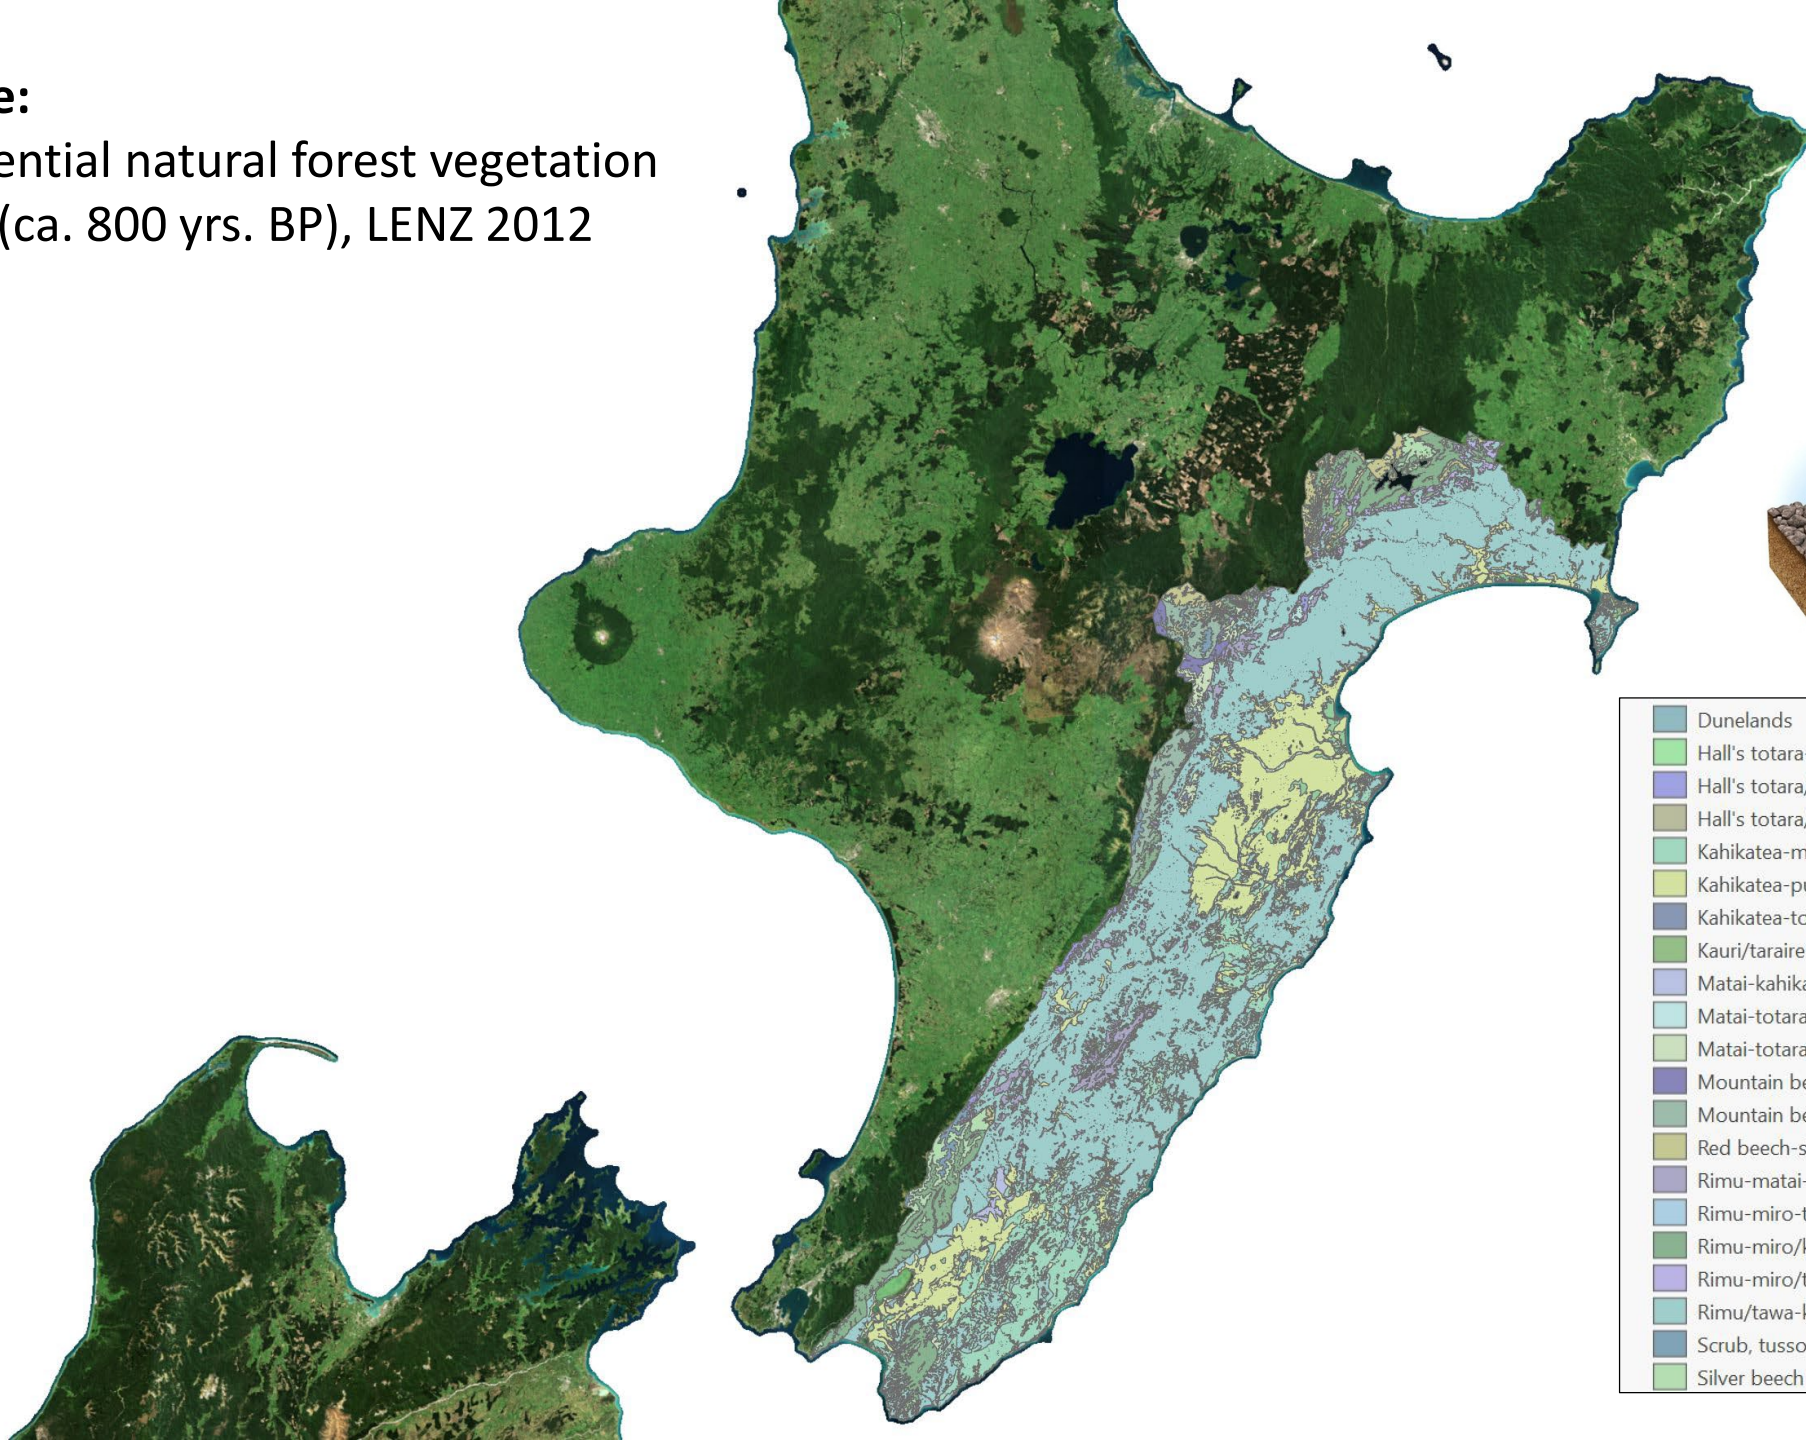 e:
ential natural forest vegetation
(ca. 800 yrs. BP), LENZ 2012
Dunelands
Hall's totara-
Hall's totara/
Hall's totara/
Kahikatea-m
Kahikatea-pu
Kahikatea-to
Kauri/taraire
Matai-kahika
Matai-totara
Matai-totara
Mountain be
Mountain be
Red beech-s
Rimu-matai-
Rimu-miro-t
Rimu-miro/k
Rimu-miro/t
Rimu/tawa-k
Scrub, tusso
Silver beech